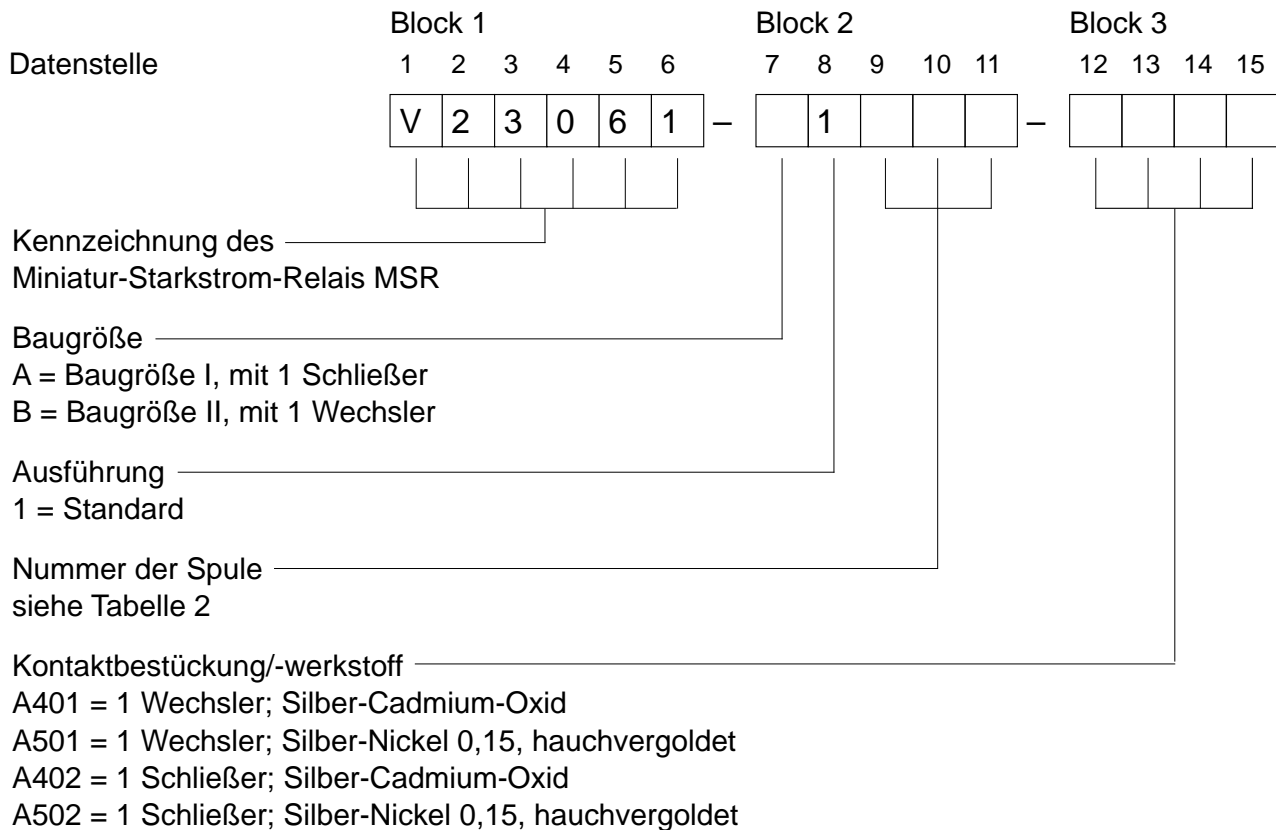 Block 1 Block 2 Block 3
Datenstelle 1 2 3 4 5 6 7 8 9 10 11 12 13 14 15
V 2 3 0 6 1 – 1 –
Kennzeichnung des
Miniatur-Starkstrom-Relais MSR
Baugröße
A = Baugröße I, mit 1 Schließer
B = Baugröße II, mit 1 Wechsler
Ausführung
1 = Standard
Nummer der Spule
siehe Tabelle 2
Kontaktbestückung/-werkstoff
A401 = 1 Wechsler; Silber-Cadmium-Oxid
A501 = 1 Wechsler; Silber-Nickel 0,15, hauchvergoldet
A402 = 1 Schließer; Silber-Cadmium-Oxid
A502 = 1 Schließer; Silber-Nickel 0,15, hauchvergoldet